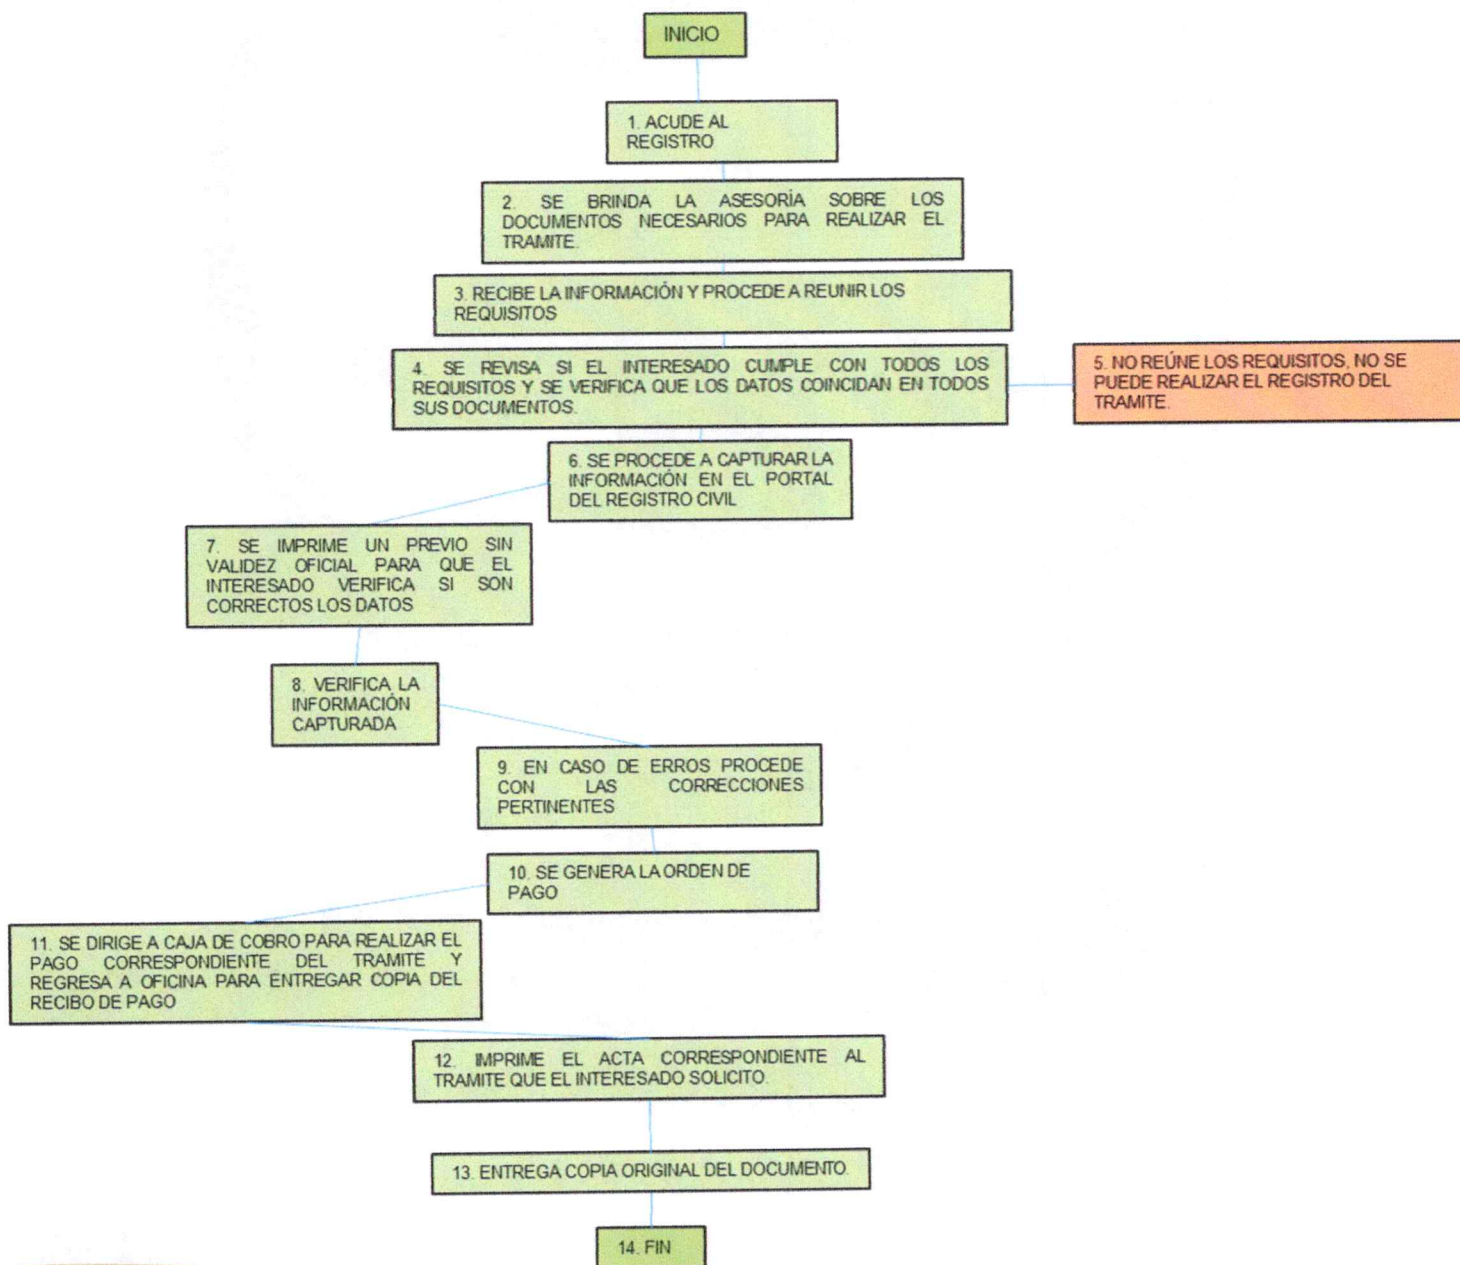 INICIO
1. ACUDE AL
REGISTRO
2. SE BRINDA LA ASESORÍA SOBRE LOS
DOCUMENTOS NECESARIOS PARA REALIZAR EL
TRAMITE.
3. RECIBE LA INFORMACIÓN Y PROCEDE A REUNIR LOS
REQUISITOS
4. SE REVISA SI EL INTERESADO CUMPLE CON TODOS LOS
REQUISITOS Y SE VERIFICA QUE LOS DATOS COINCIDAN EN TODOS
SUS DOCUMENTOS.
5. NO REÚNE LOS REQUISITOS, NO SE
PUEDE REALIZAR EL REGISTRO DEL
TRAMITE.
6. SE PROCEDE A CAPTURAR LA
INFORMACIÓN EN EL PORTAL
DEL REGISTRO CIVIL
7. SE IMPRIME UN PREVIO SIN
VALIDEZ OFICIAL PARA QUE EL
INTERESADO VERIFICA SI SON
CORRECTOS LOS DATOS
8. VERIFICA LA
INFORMACIÓN
CAPTURADA
9. EN CASO DE ERROS PROCEDE
CON LAS CORRECCIONES
PERTINENTES
10. SE GENERA LA ORDEN DE
PAGO
11. SE DIRIGE A CAJA DE COBRO PARA REALIZAR EL
PAGO CORRESPONDIENTE DEL TRAMITE Y
REGRESA A OFICINA PARA ENTREGAR COPIA DEL
RECIBO DE PAGO
12. IMPRIME EL ACTA CORRESPONDIENTE AL
TRAMITE QUE EL INTERESADO SOLICITO.
13. ENTREGA COPIA ORIGINAL DEL DOCUMENTO.
14. FIN